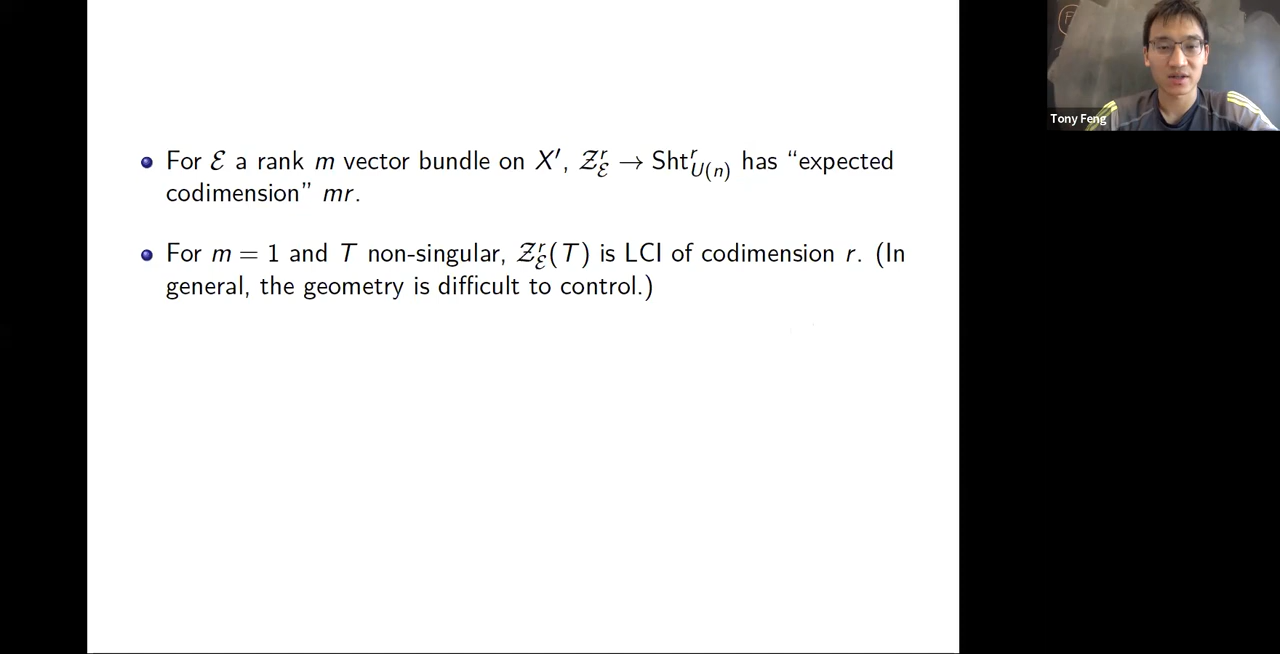 For ℰ a rank m vector bundle on X′, 𝒵^r_ℰ → Sht^r_{U(n)} has “expected
codimension” mr.
For m = 1 and T non-singular, 𝒵^r_ℰ(T) is LCI of codimension r. (In
general, the geometry is difficult to control.)
Tony Feng